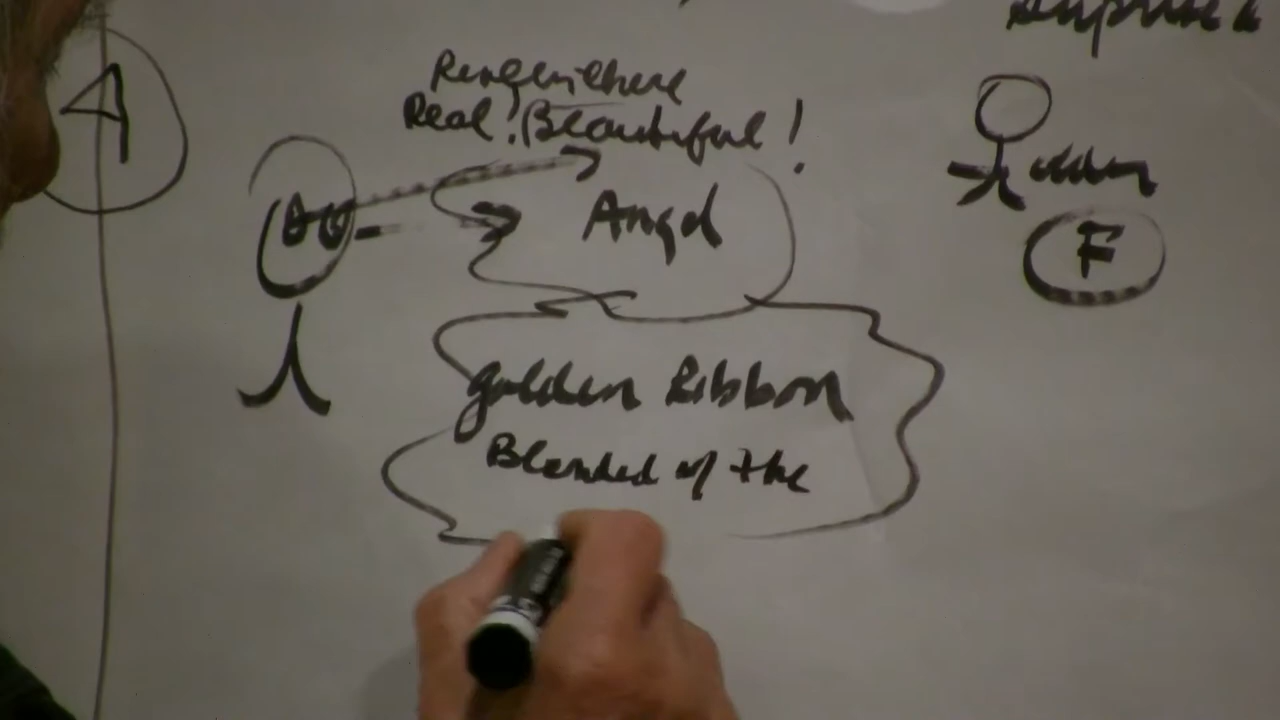 4
Real! Beautiful!
Angel
F
golden Ribbon
Blended of the